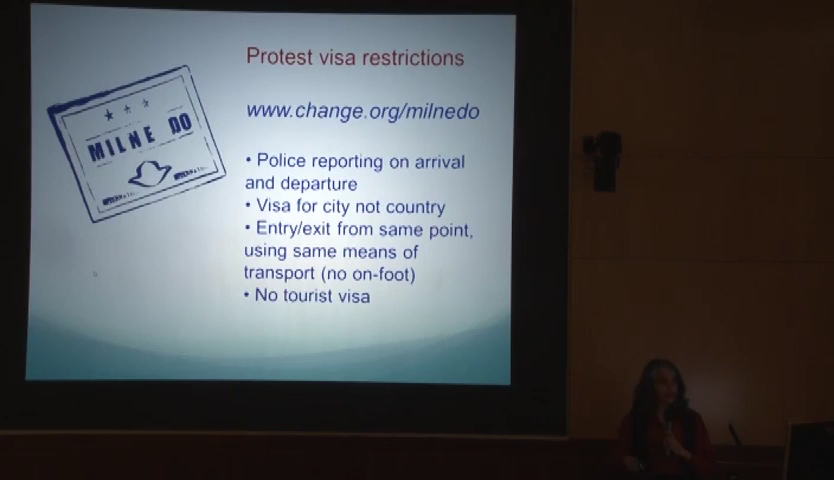 Protest visa restrictions
www.change.org/milnedo
• Police reporting on arrival
and departure
• Visa for city not country
• Entry/exit from same point,
using same means of
transport (no on-foot)
• No tourist visa
MILNE DO